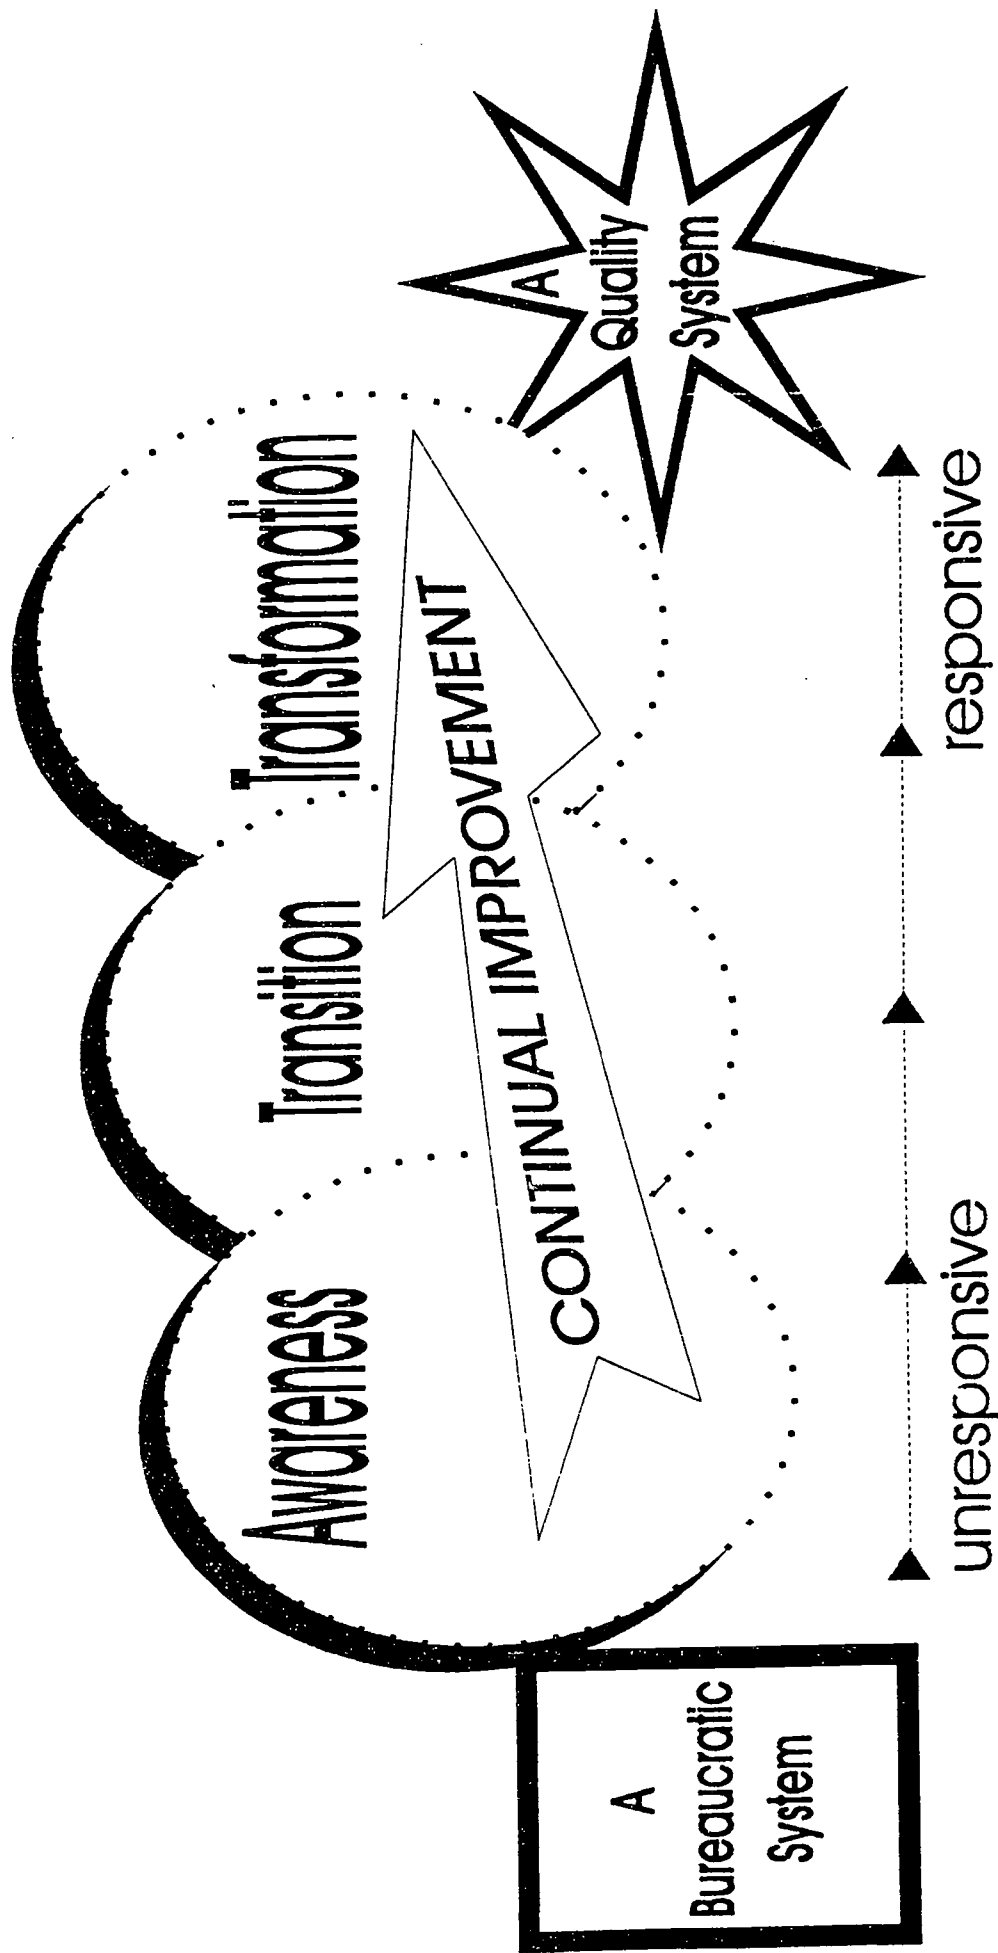 Awareness
Transition
Transformation
CONTINUAL IMPROVEMENT
A
Bureaucratic
System
A
Quality
System
unresponsive
responsive